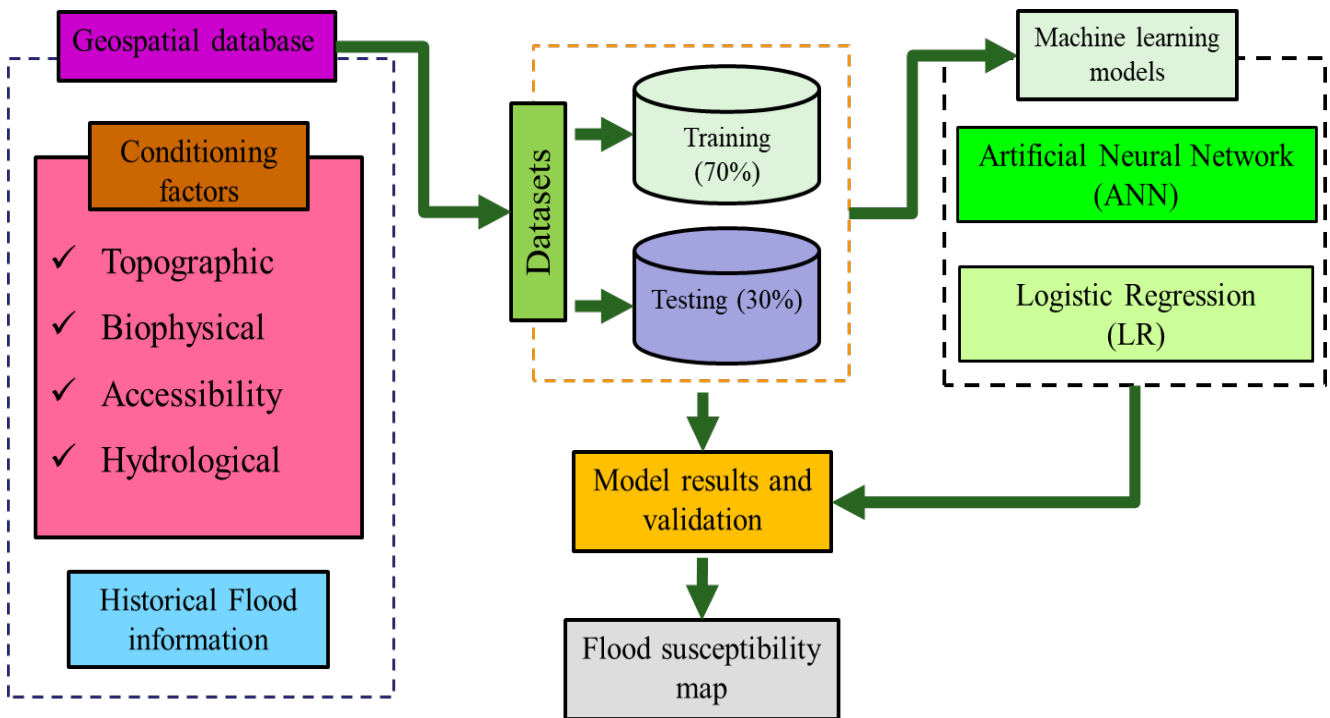 Geospatial database
Conditioning
factors
✓ Topographic
✓ Biophysical
✓ Accessibility
✓ Hydrological
Historical Flood
information
Datasets
Training
(70%)
Testing (30%)
Machine learning
models
Artificial Neural Network
(ANN)
Logistic Regression
(LR)
Model results and
validation
Flood susceptibility
map